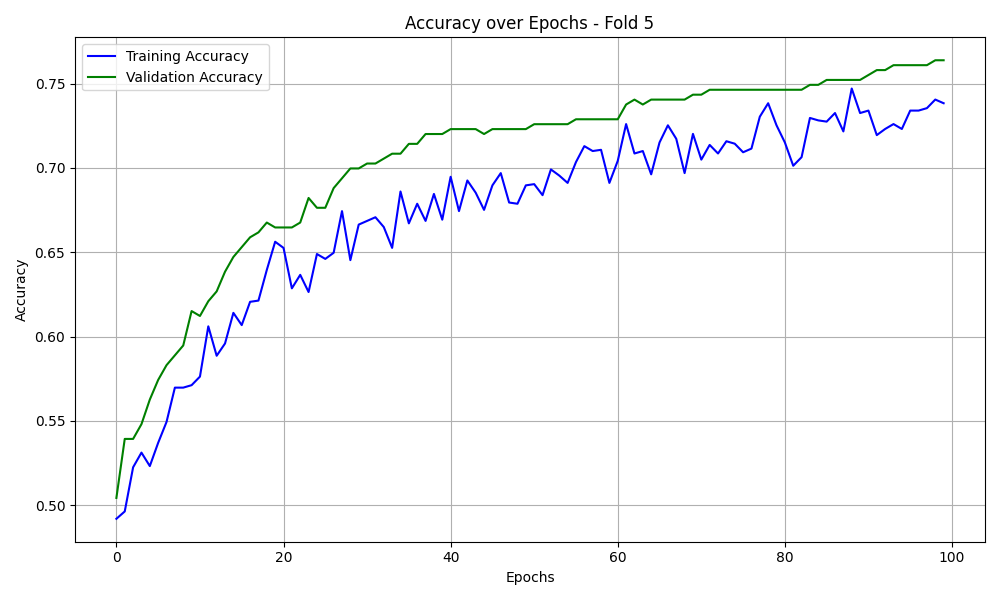 Accuracy over Epochs - Fold 5
Training Accuracy
Validation Accuracy
0.75
0.70
0.65
0.60
0.55
0.50
Accuracy
0 20 40 60 80 100
Epochs